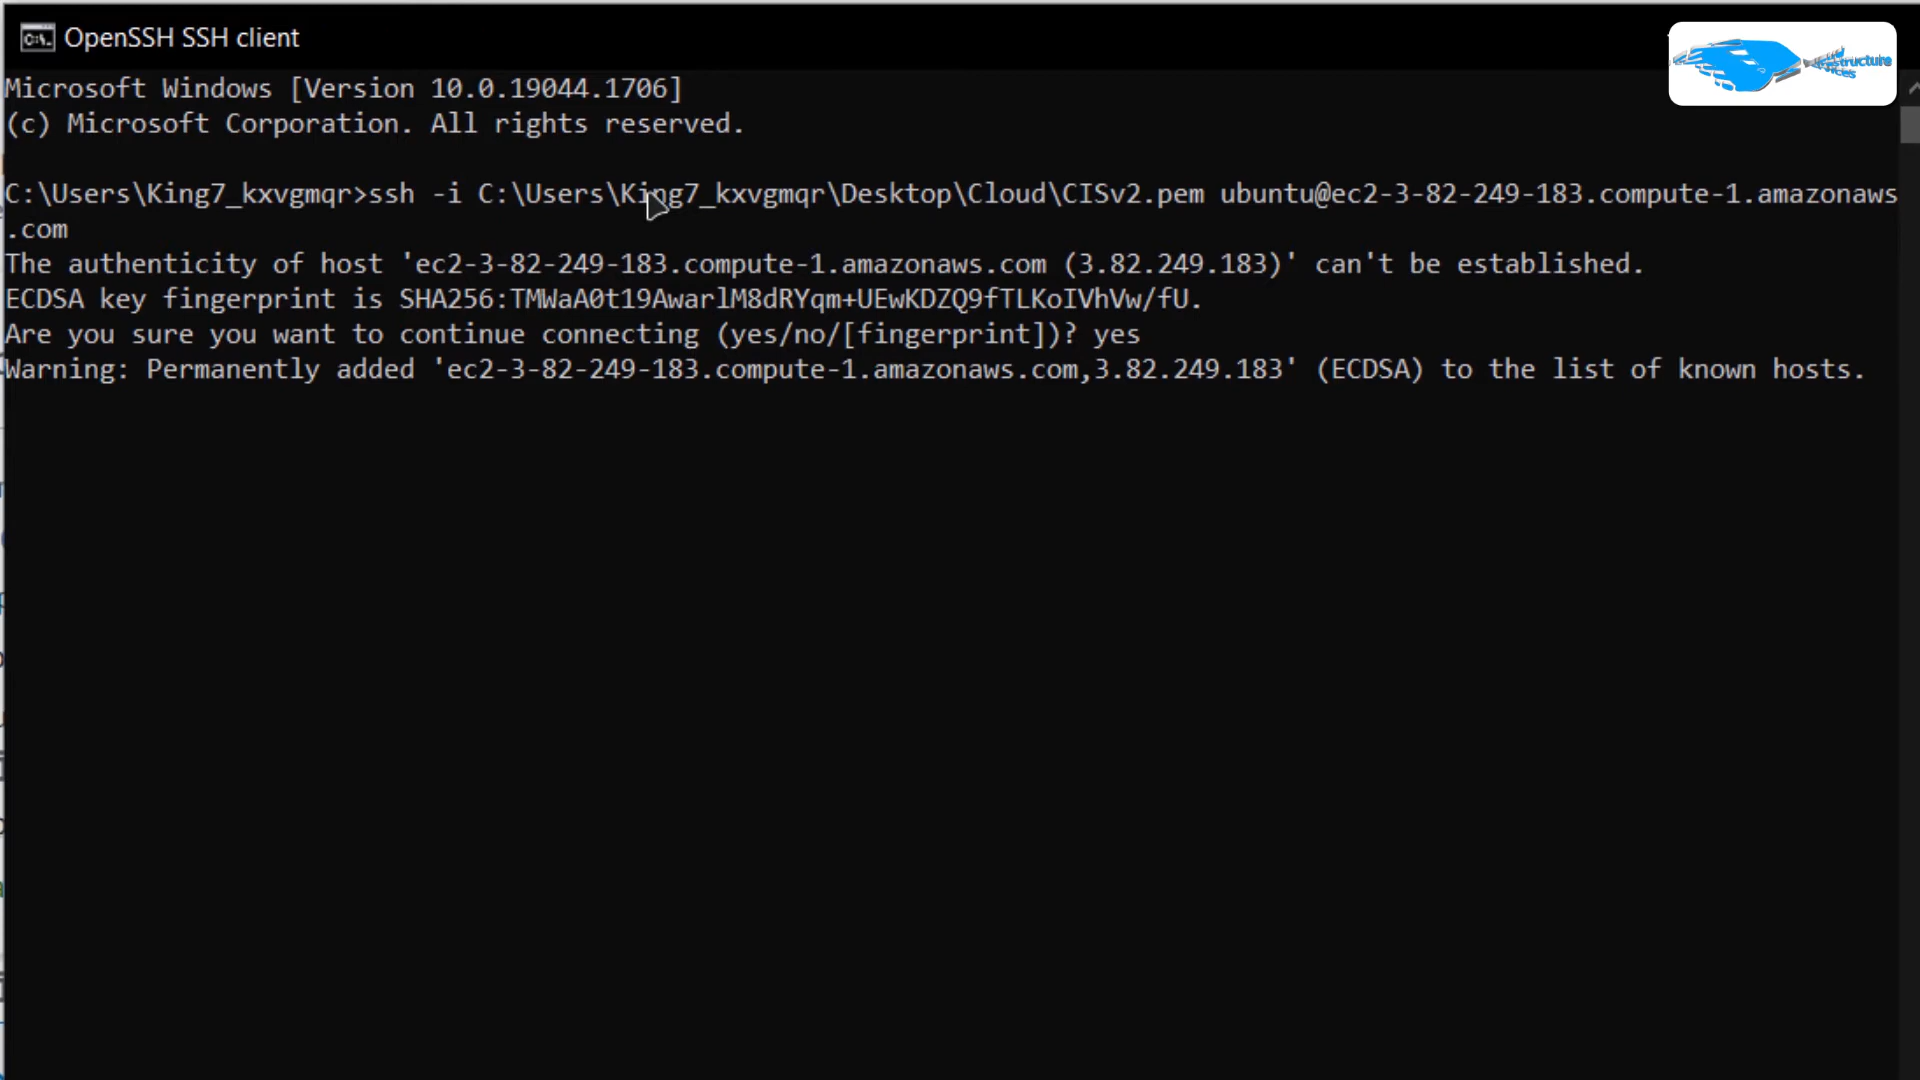 OpenSSH SSH client
Microsoft Windows [Version 10.0.19044.1706]
(c) Microsoft Corporation. All rights reserved.
C:\Users\King7_kxvgmqr>ssh -i C:\Users\King7_kxvgmqr\Desktop\Cloud\CISv2.pem ubuntu@ec2-3-82-249-183.compute-1.amazonaws
.com
The authenticity of host 'ec2-3-82-249-183.compute-1.amazonaws.com (3.82.249.183)' can't be established.
ECDSA key fingerprint is SHA256:TMWaA0t19AwarlM8dRYqm+UEwKDZQ9fTLKoIVhVw/fU.
Are you sure you want to continue connecting (yes/no/[fingerprint])? yes
Warning: Permanently added 'ec2-3-82-249-183.compute-1.amazonaws.com,3.82.249.183' (ECDSA) to the list of known hosts.